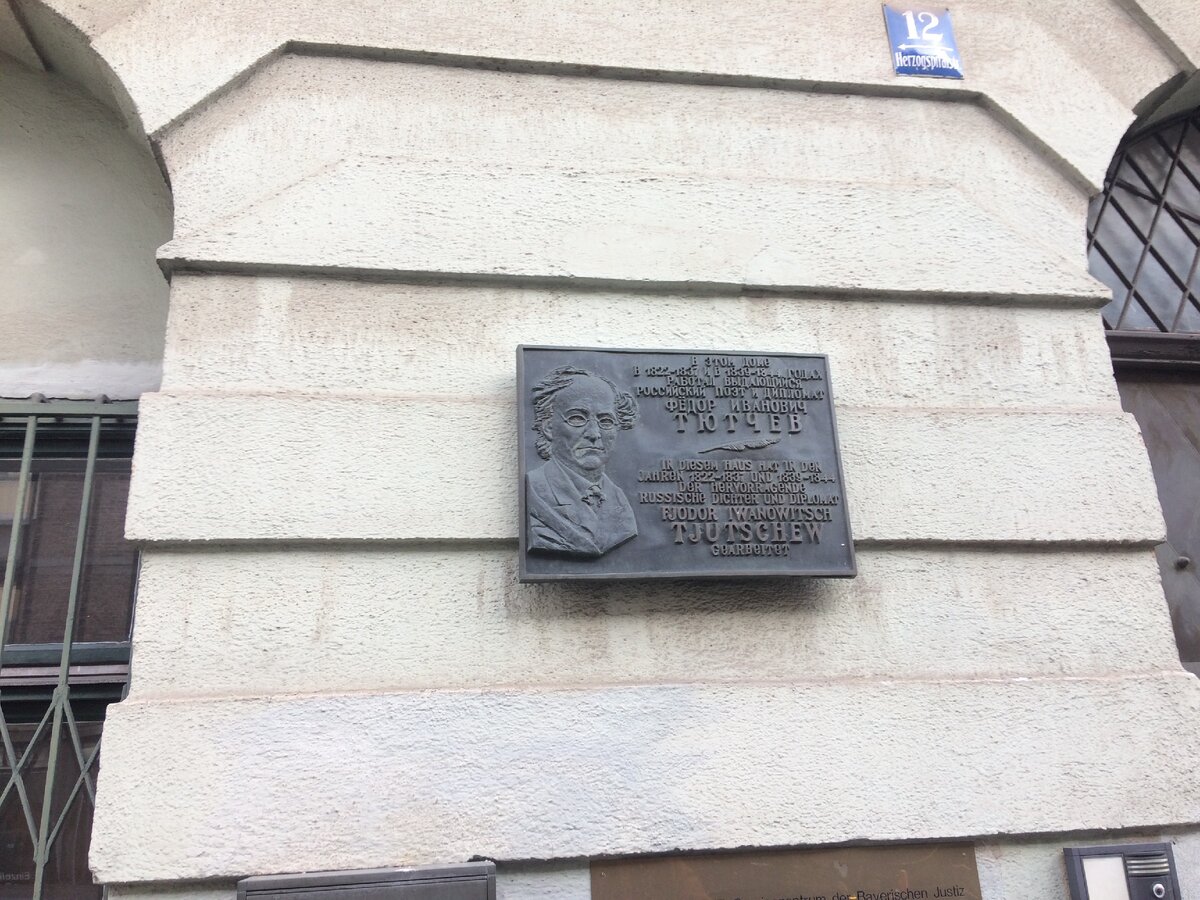 12
Herzogspitalstr.
В ЭТОМ ДОМЕ
В 1822-1837 И В 1839-1844 ГОДАХ
РАБОТАЛ ВЫДАЮЩИЙСЯ
РОССИЙСКИЙ ПОЭТ И ДИПЛОМАТ
ФЁДОР ИВАНОВИЧ
ТЮТЧЕВ
IN DIESEM HAUS HAT IN DEN
JAHREN 1822-1837 UND 1839-1844
DER HERVORRAGENDE
RUSSISCHE DICHTER UND DIPLOMAT
FJODOR IWANOWITSCH
TJUTSCHEW
GEARBEITET
der Bayerischen Justiz